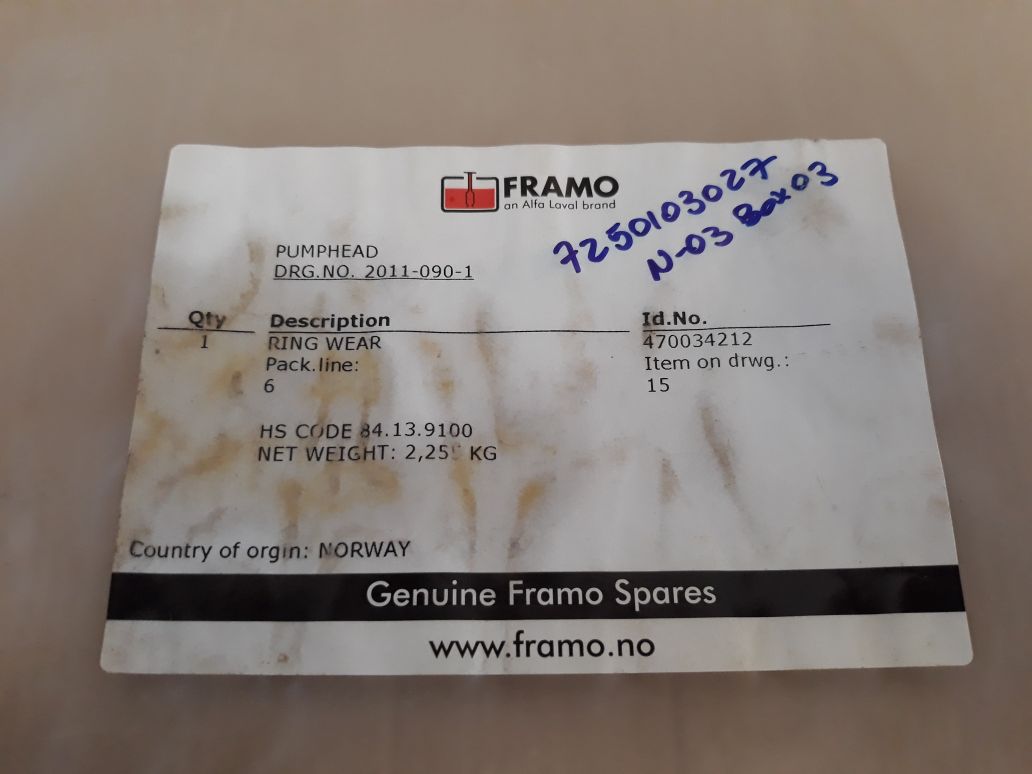 FRAMO
an Alfa Laval brand
7250103027
N-03 Box 03
PUMPHEAD
DRG.NO. 2011-090-1
Qty Description Id.No.
1 RING WEAR 470034212
Pack.line: Item on drwg.:
6 15
HS CODE 84.13.9100
NET WEIGHT: KG
Country of orgin: NORWAY
Genuine Framo Spares
www.framo.no